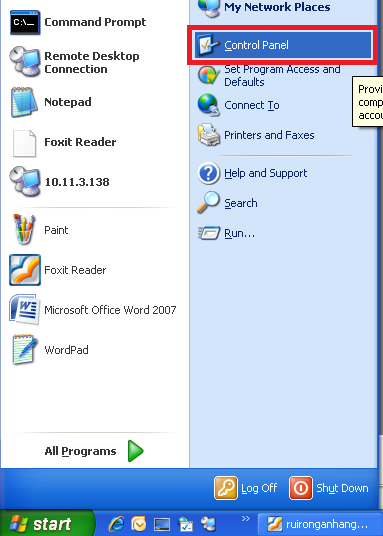 Command Prompt
Remote Desktop
Connection
Notepad
Foxit Reader
10.11.3.138
Paint
Foxit Reader
Microsoft Office Word 2007
WordPad
All Programs
My Network Places
Control Panel
Set Program Access and
Defaults
Connect To
Printers and Faxes
Help and Support
Search
Run...
Provi
comp
accou
Log Off
Shut Down
start
ruironganhang...